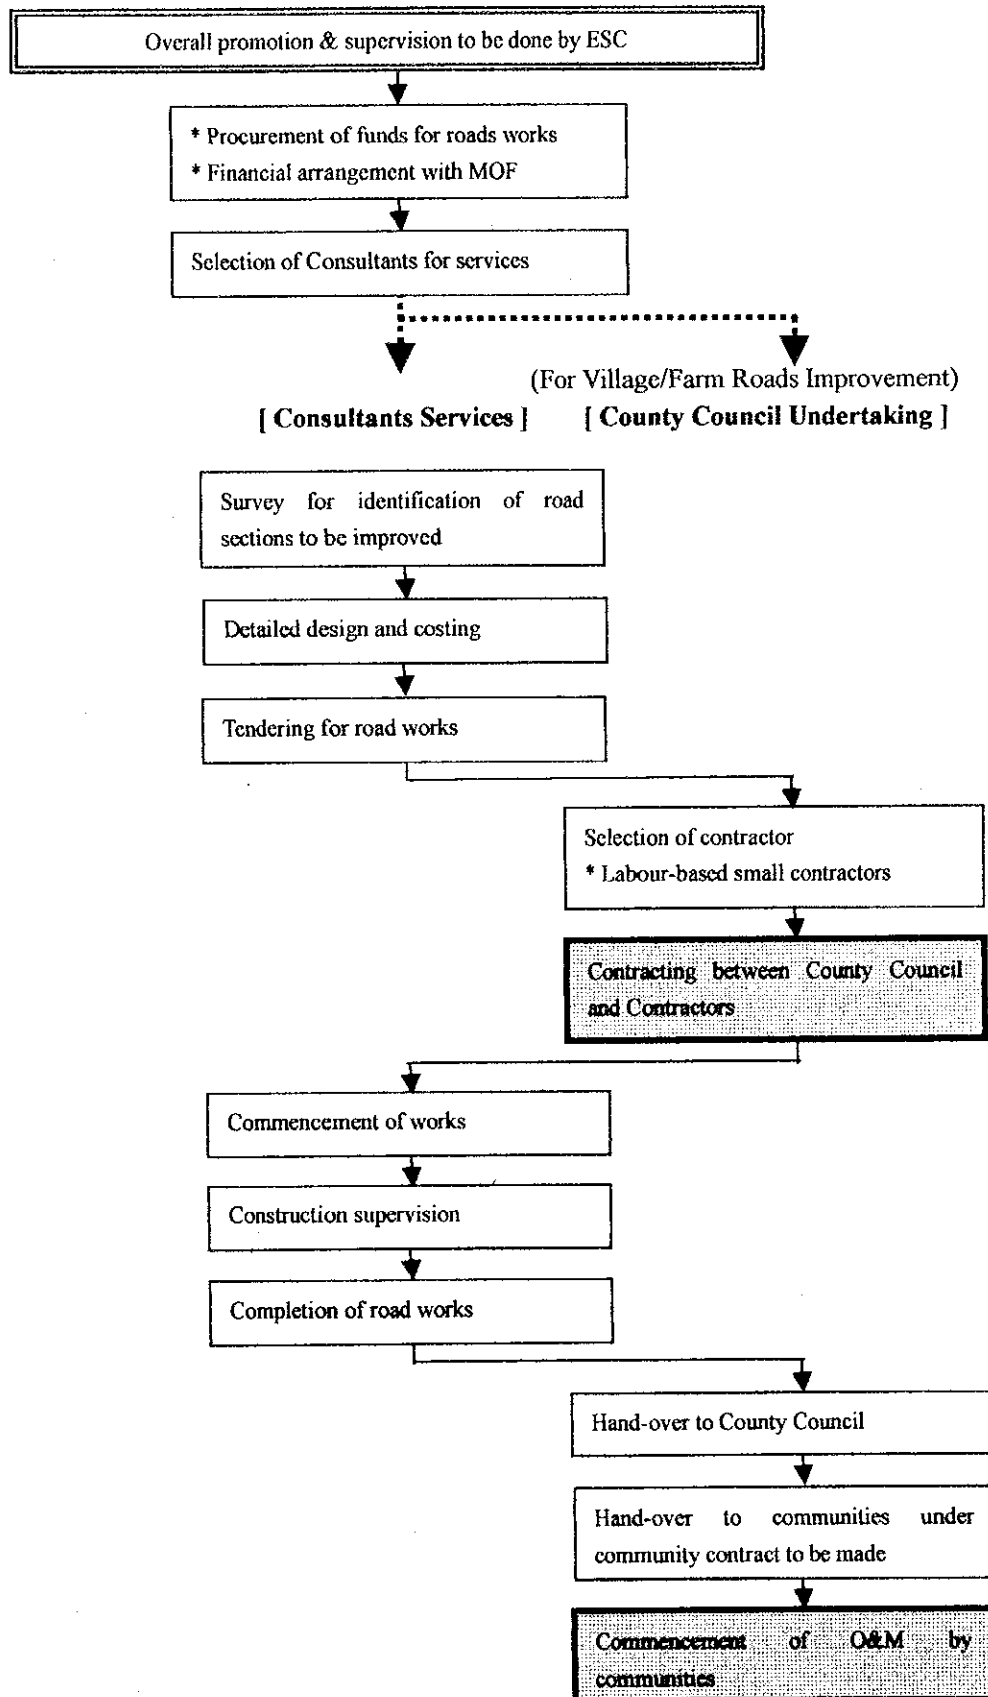 Overall promotion & supervision to be done by ESC
* Procurement of funds for roads works
* Financial arrangement with MOF
Selection of Consultants for services
(For Village/Farm Roads Improvement)
[ Consultants Services ] [ County Council Undertaking ]
Survey for identification of road
sections to be improved
Detailed design and costing
Tendering for road works
Selection of contractor
* Labour-based small contractors
Contracting between County Council
and Contractors
Commencement of works
Construction supervision
Completion of road works
Hand-over to County Council
Hand-over to communities under
community contract to be made
Commencement of O&M by
communities